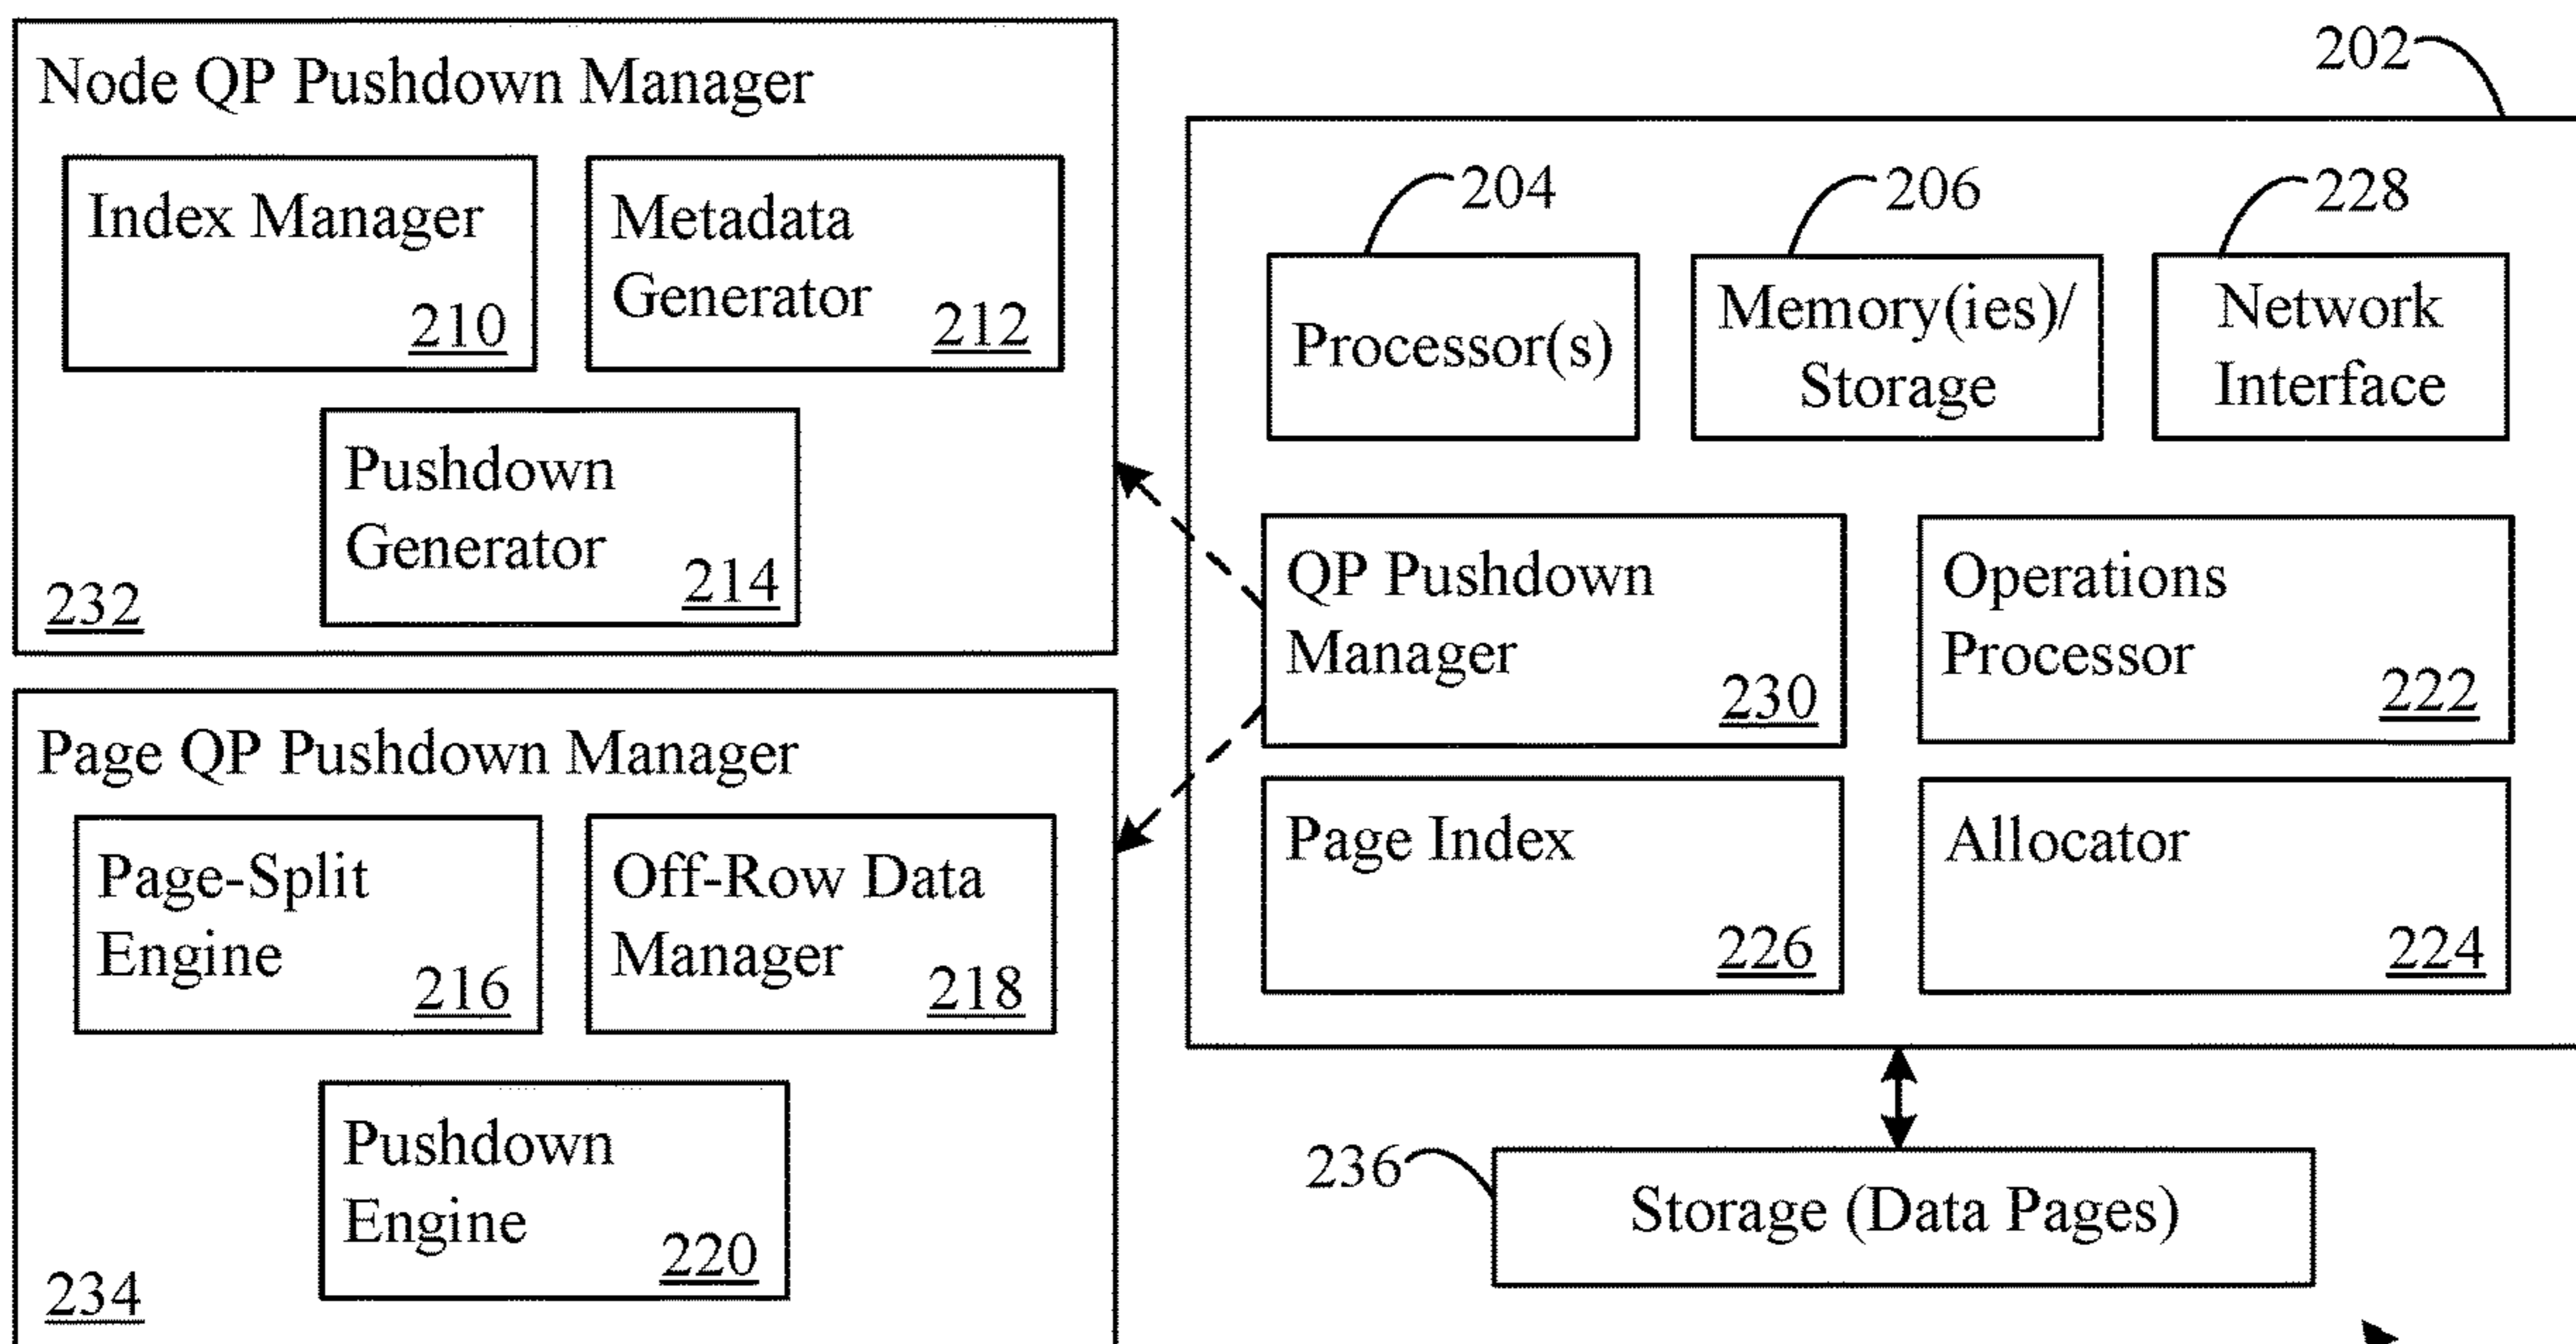 Node QP Pushdown Manager
Index Manager
210
Metadata
Generator
212
Pushdown
Generator
214
232
Page QP Pushdown Manager
Page-Split
Engine
216
Off-Row Data
Manager
218
Pushdown
Engine
220
234
202
204
Processor(s)
206
Memory(ies)/
Storage
228
Network
Interface
QP Pushdown
Manager
230
Operations
Processor
222
Page Index
226
Allocator
224
236
Storage (Data Pages)